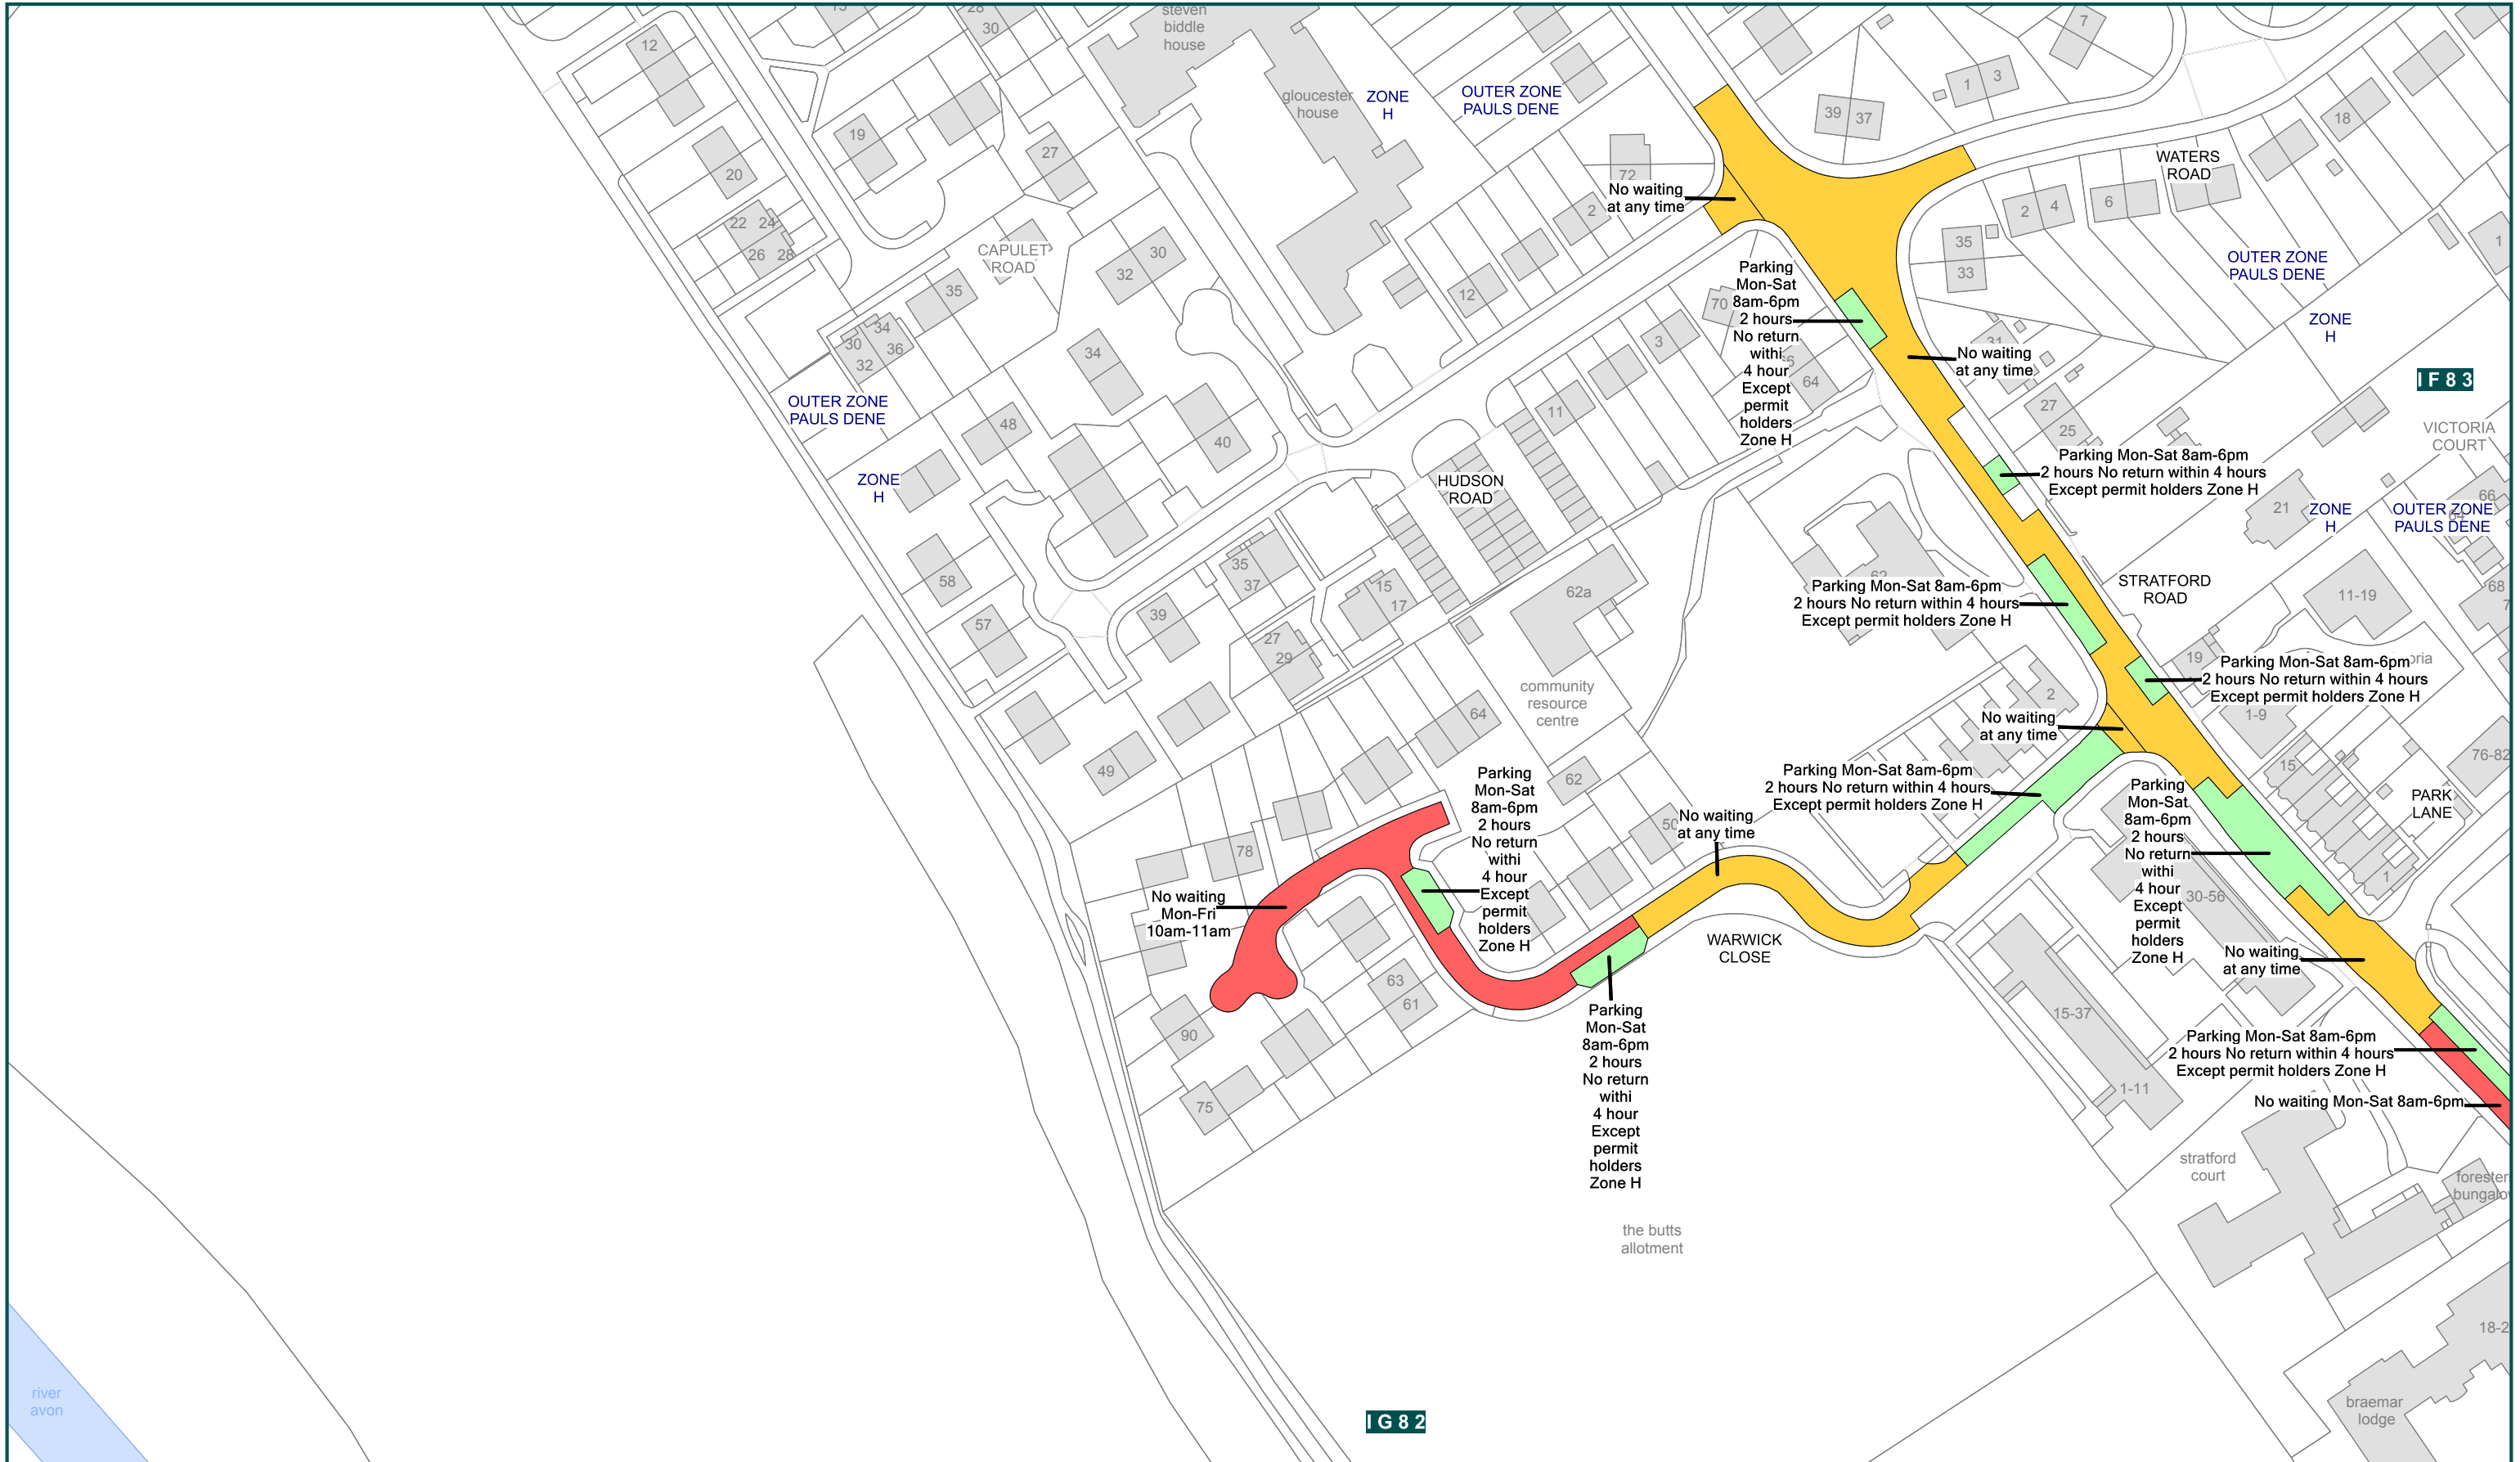 steven
biddle
house
28
30
12
7
1
3
gloucester
house
ZONE
H
OUTER ZONE
PAULS DENE
39
37
18
19
27
20
72
WATERS
ROAD
No waiting
at any time
2
2
4
6
22
24
26
28
CAPULET
ROAD
32
30
35
33
1
OUTER ZONE
PAULS DENE
35
12
Parking
Mon-Sat
8am-6pm
2 hours
No return
withi
4 hour
Except
permit
holders
Zone H
70
64
34
30
36
32
3
31
ZONE
H
No waiting
at any time
34
I F 8 3
OUTER ZONE
PAULS DENE
48
40
11
27
25
VICTORIA
COURT
ZONE
H
HUDSON
ROAD
Parking Mon-Sat 8am-6pm
2 hours No return within 4 hours
Except permit holders Zone H
66
64
21
ZONE
H
OUTER ZONE
PAULS DENE
58
35
37
15
17
62a
62
Parking Mon-Sat 8am-6pm
2 hours No return within 4 hours
Except permit holders Zone H
STRATFORD
ROAD
11-19
68
57
39
27
29
community
resource
centre
2
19
Parking Mon-Sat 8am-6pm
2 hours No return within 4 hours
Except permit holders Zone H
1-9
64
No waiting
at any time
49
62
76-82
15
Parking Mon-Sat 8am-6pm
2 hours No return within 4 hours
Except permit holders Zone H
Parking
Mon-Sat
8am-6pm
2 hours
No return
withi
4 hour
Except
permit
holders
Zone H
Parking
Mon-Sat
8am-6pm
2 hours
No return
withi
4 hour
Except
permit
holders
Zone H
PARK
LANE
50
No waiting
at any time
78
1
30-56
No waiting
Mon-Fri
10am-11am
WARWICK
CLOSE
No waiting
at any time
63
61
90
75
15-37
1-11
Parking
Mon-Sat
8am-6pm
2 hours
No return
withi
4 hour
Except
permit
holders
Zone H
Parking Mon-Sat 8am-6pm
2 hours No return within 4 hours
Except permit holders Zone H
No waiting Mon-Sat 8am-6pm
stratford
court
forester
bungalow
the butts
allotment
18-2
river
avon
braemar
lodge
I G 8 2